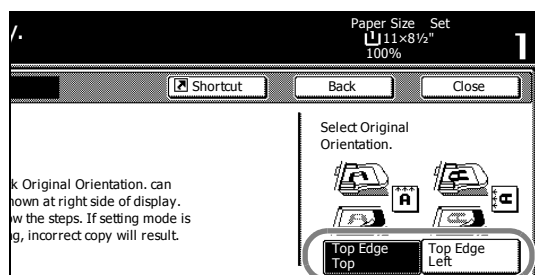 y.
Paper Size Set
11×8½"
100%
1
Shortcut
Back
Close
Select Original
Orientation.
k Original Orientation. can
hown at right side of display.
ow the steps. If setting mode is
ng, incorrect copy will result.
A
A
A
A
Top Edge
Top
Top Edge
Left